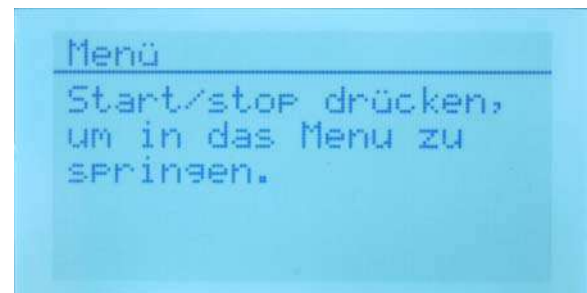 Menü
Start/stop drücken,
um in das Menu zu
springen.